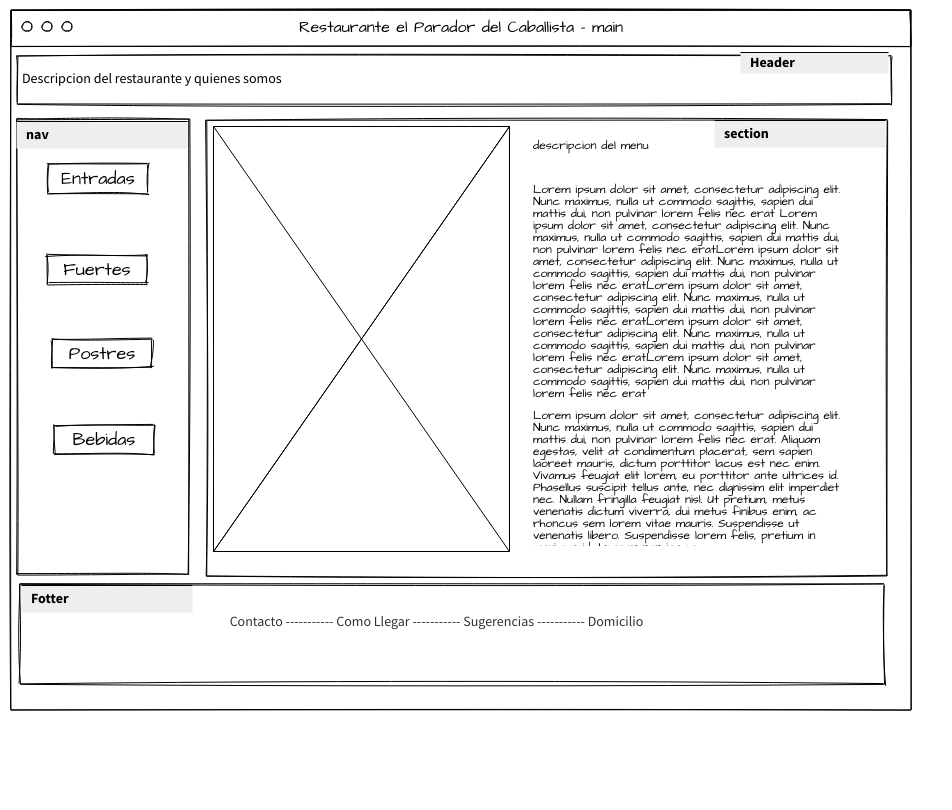 Restaurante el Parador del Caballista - main
Header
Descripcion del restaurante y quienes somos
nav
Entradas
Fuertes
Postres
Bebidas
section
descripcion del menu
Lorem ipsum dolor sit amet, consectetur adipiscing elit.
Nunc maximus, nulla ut commodo sagittis, sapien dui
mattis dui, non pulvinar lorem felis nec erat Lorem
ipsum dolor sit amet, consectetur adipiscing elit. Nunc
maximus, nulla ut commodo sagittis, sapien dui mattis dui,
non pulvinar lorem felis nec eratLorem ipsum dolor sit
amet, consectetur adipiscing elit. Nunc maximus, nulla ut
commodo sagittis, sapien dui mattis dui, non pulvinar
lorem felis nec eratLorem ipsum dolor sit amet,
consectetur adipiscing elit. Nunc maximus, nulla ut
commodo sagittis, sapien dui mattis dui, non pulvinar
lorem felis nec eratLorem ipsum dolor sit amet,
consectetur adipiscing elit. Nunc maximus, nulla ut
commodo sagittis, sapien dui mattis dui, non pulvinar
lorem felis nec eratLorem ipsum dolor sit amet,
consectetur adipiscing elit. Nunc maximus, nulla ut
commodo sagittis, sapien dui mattis dui, non pulvinar
lorem felis nec erat
Lorem ipsum dolor sit amet, consectetur adipiscing elit.
Nunc maximus, nulla ut commodo sagittis, sapien dui
mattis dui, non pulvinar lorem felis nec erat. Aliquam
egestas, velit at condimentum placerat, sem sapien
laoreet mauris, dictum porttitor lacus est nec enim.
Vivamus feugiat elit lorem, eu porttitor ante ultrices id.
Phasellus suscipit tellus ante, nec dignissim elit imperdiet
nec. Nullam fringilla feugiat nisl. Ut pretium, metus
venenatis dictum viverra, dui metus finibus enim, ac
rhoncus sem lorem vitae mauris. Suspendisse ut
venenatis libero. Suspendisse lorem felis, pretium in
Fotter
Contacto ----------- Como Llegar ----------- Sugerencias ----------- Domicilio